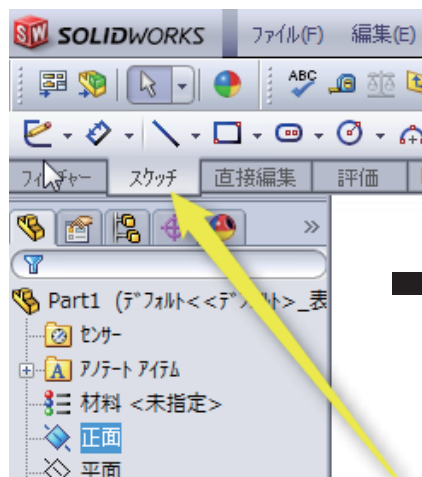 SOLIDWORKS ファイル(F) 編集(E)
ABC
フィーチャー スケッチ 直接編集 評価
Part1 (ﾃﾞﾌｫﾙﾄ<<ﾃﾞﾌｫﾙﾄ>_表
ｾﾝｻｰ
A ｱﾉﾃｰﾄ ｱｲﾃﾑ
材料 <未指定>
正面
平面